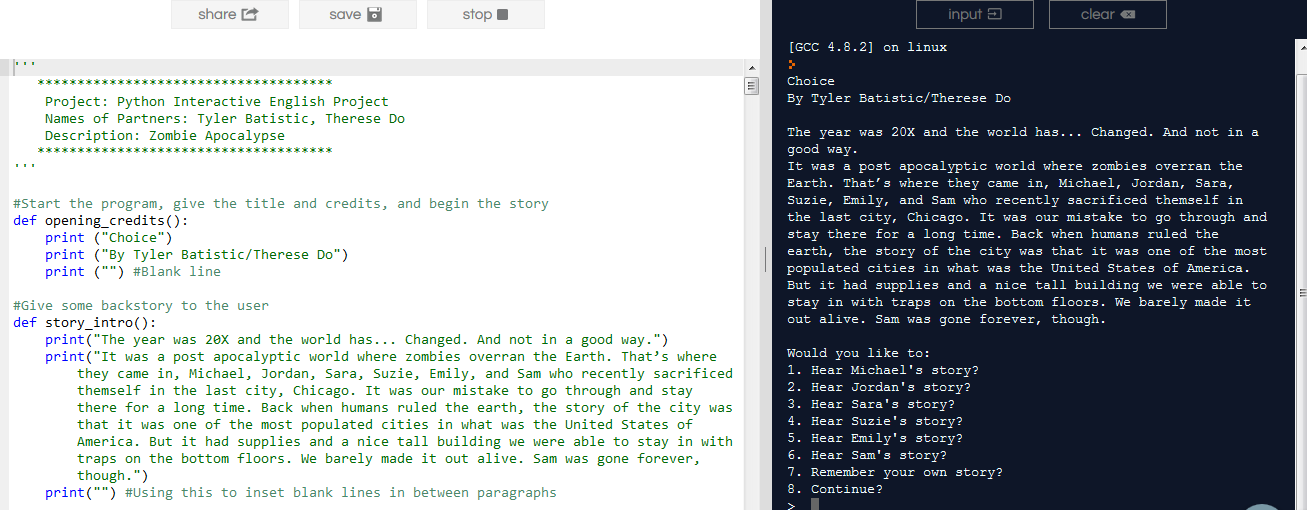 share
save
stop
'''
*************************************
Project: Python Interactive English Project
Names of Partners: Tyler Batistic, Therese Do
Description: Zombie Apocalypse
*************************************
'''
#Start the program, give the title and credits, and begin the story
def opening_credits():
print ("Choice")
print ("By Tyler Batistic/Therese Do")
print ("") #Blank line
#Give some backstory to the user
def story_intro():
print("The year was 20X and the world has... Changed. And not in a good way.")
print("It was a post apocalyptic world where zombies overran the Earth. That’s where
they came in, Michael, Jordan, Sara, Suzie, Emily, and Sam who recently sacrificed
themself in the last city, Chicago. It was our mistake to go through and stay
there for a long time. Back when humans ruled the earth, the story of the city was
that it was one of the most populated cities in what was the United States of
America. But it had supplies and a nice tall building we were able to stay in with
traps on the bottom floors. We barely made it out alive. Sam was gone forever,
though.")
print("") #Using this to inset blank lines in between paragraphs
input
clear
[GCC 4.8.2] on linux
Choice
By Tyler Batistic/Therese Do
The year was 20X and the world has... Changed. And not in a
good way.
It was a post apocalyptic world where zombies overran the
Earth. That’s where they came in, Michael, Jordan, Sara,
Suzie, Emily, and Sam who recently sacrificed themself in
the last city, Chicago. It was our mistake to go through and
stay there for a long time. Back when humans ruled the
earth, the story of the city was that it was one of the most
populated cities in what was the United States of America.
But it had supplies and a nice tall building we were able to
stay in with traps on the bottom floors. We barely made it
out alive. Sam was gone forever, though.
Would you like to:
1. Hear Michael's story?
2. Hear Jordan's story?
3. Hear Sara's story?
4. Hear Suzie's story?
5. Hear Emily's story?
6. Hear Sam's story?
7. Remember your own story?
8. Continue?
>